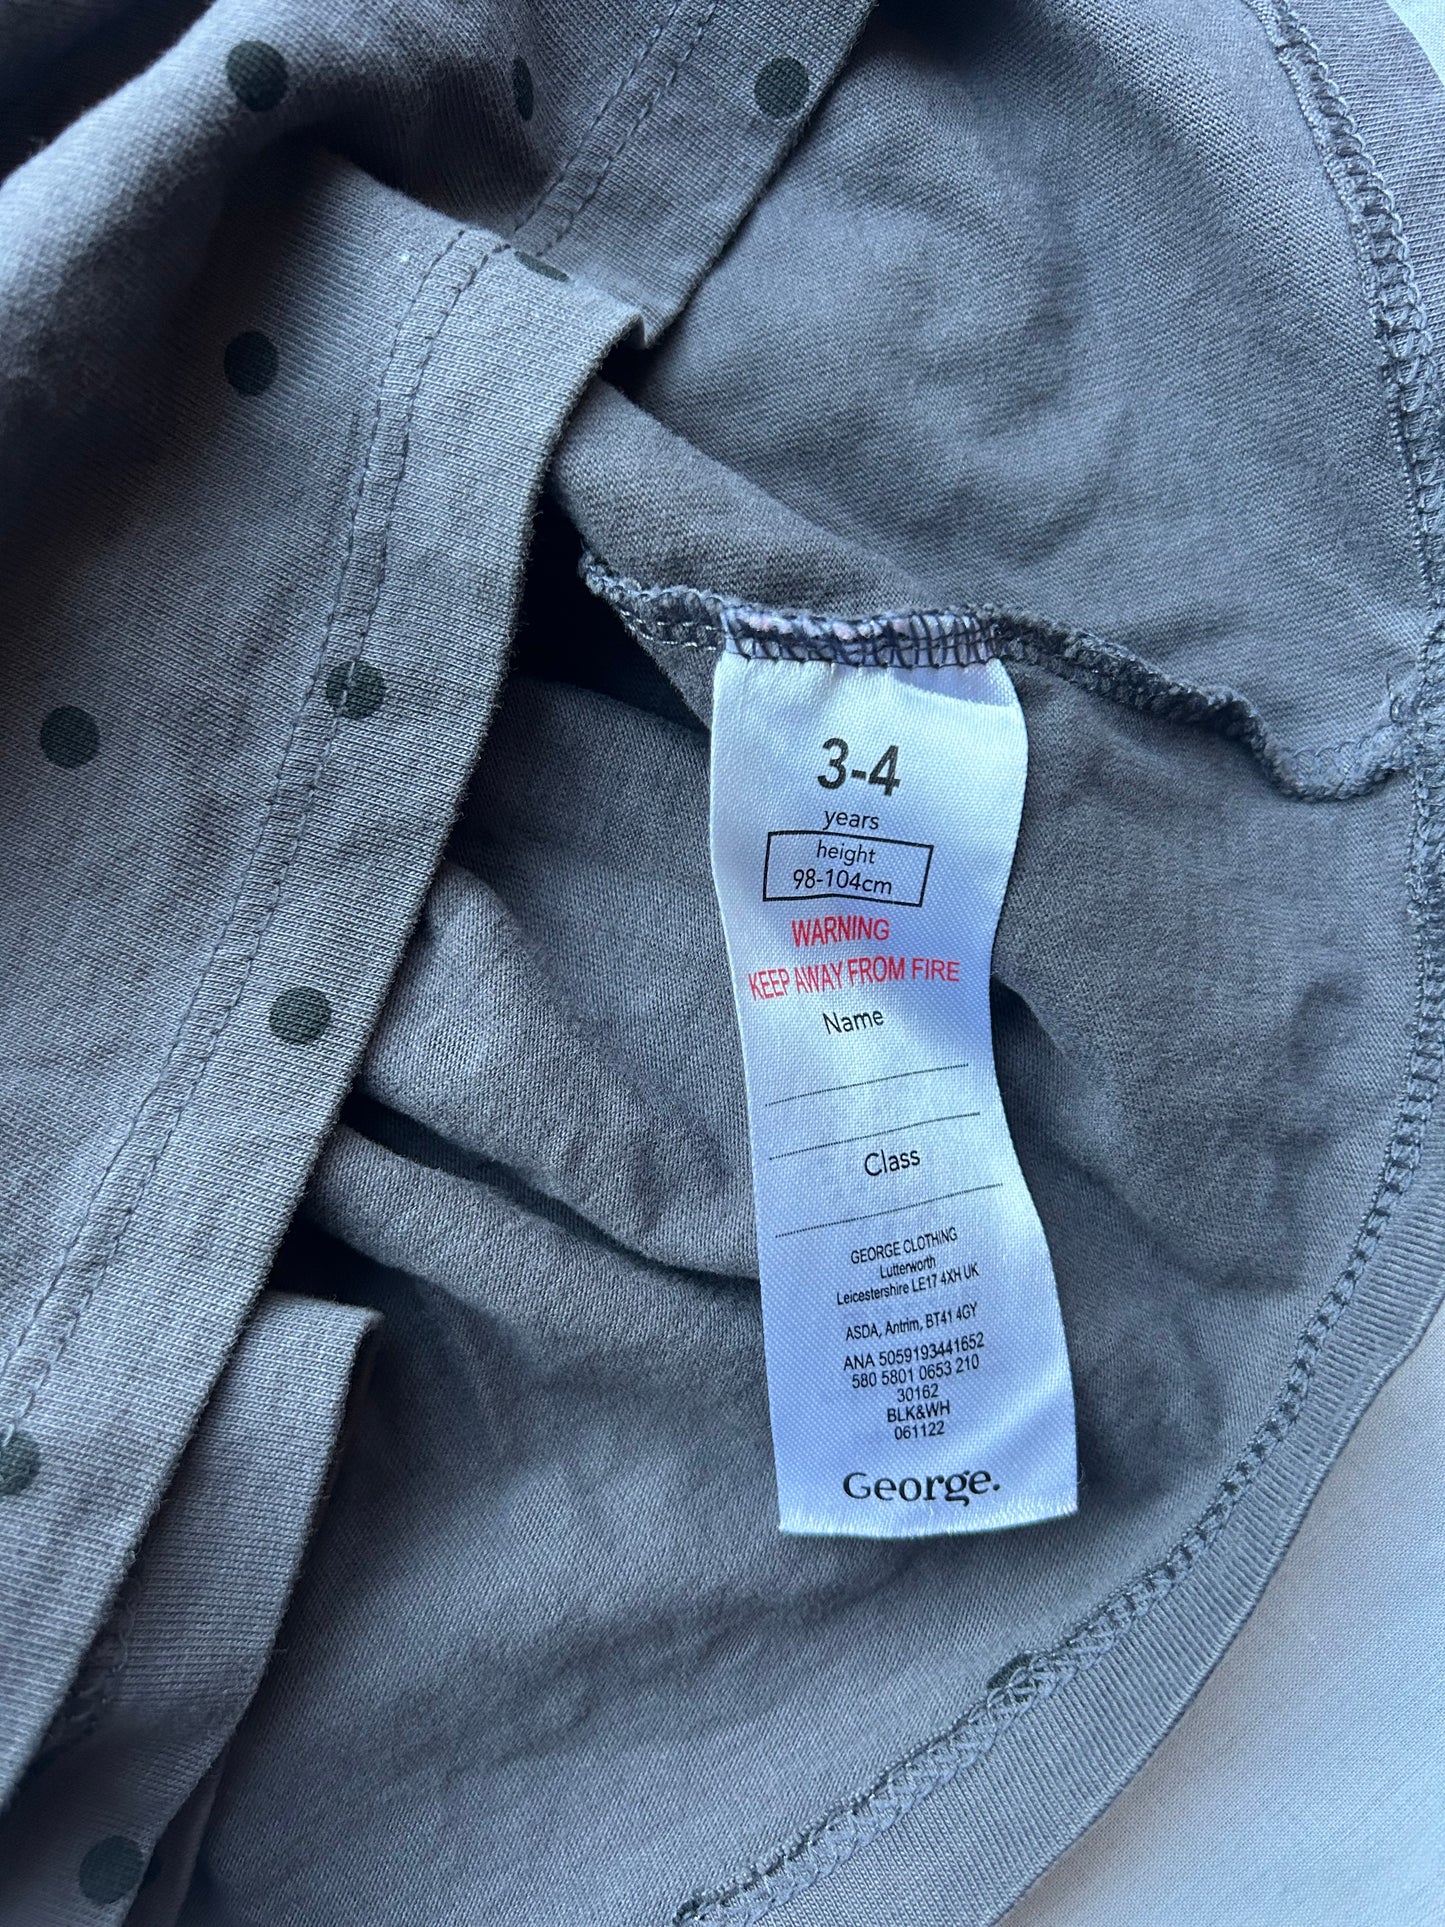 3-4
years
height
98-104cm
WARNING
KEEP AWAY FROM FIRE
Name
Class
GEORGE CLOTHING
Lutterworth
Leicestershire LE17 4XH UK
ASDA, Antrim, BT41 4GY
ANA 5059193441652
580 5801 0653 210
30162
BLK&WH
061122
George.